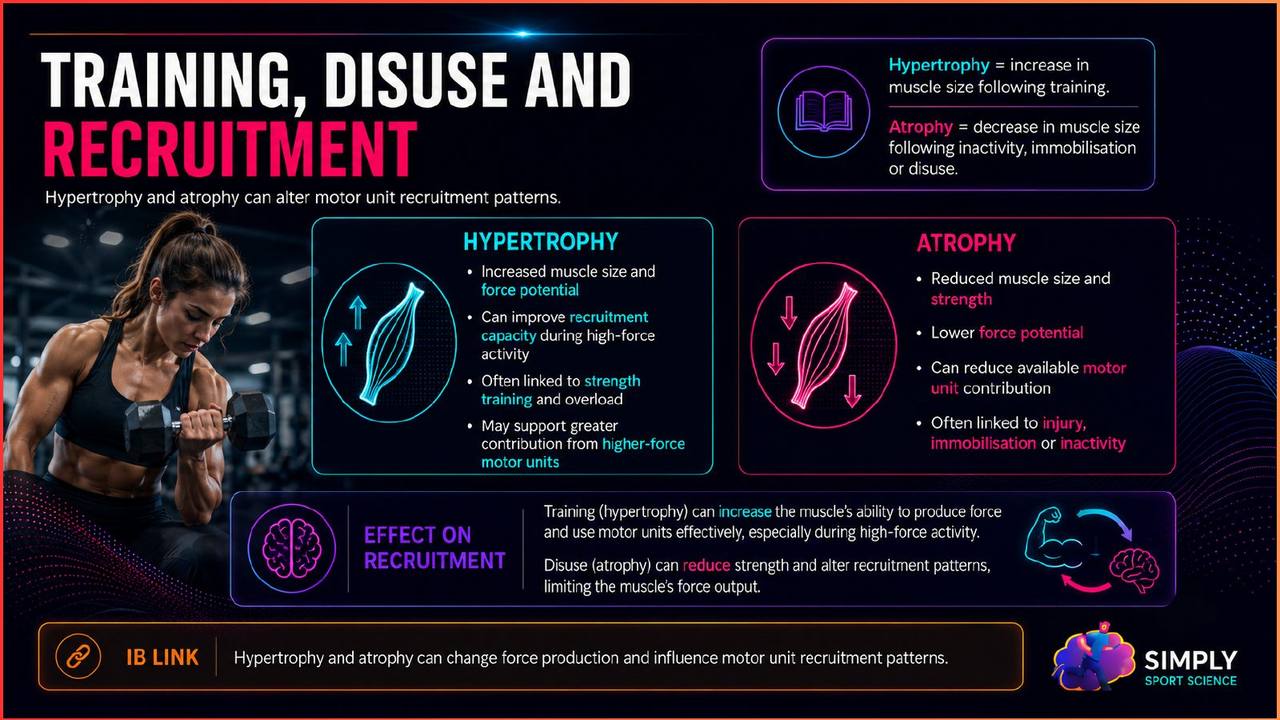 TRAINING, DISUSE AND
RECRUITMENT
Hypertrophy and atrophy can alter motor unit recruitment patterns.
Hypertrophy = increase in
muscle size following training.
Atrophy = decrease in muscle size
following inactivity, immobilisation
or disuse.
HYPERTROPHY
• Increased muscle size and
force potential
• Can improve recruitment
capacity during high-force
activity
• Often linked to strength
training and overload
• May support greater
contribution from higher-force
motor units
ATROPHY
• Reduced muscle size and
strength
• Lower force potential
• Can reduce available motor
unit contribution
• Often linked to injury,
immobilisation or inactivity
EFFECT ON
RECRUITMENT
Training (hypertrophy) can increase the muscle's ability to produce force
and use motor units effectively, especially during high-force activity.
Disuse (atrophy) can reduce strength and alter recruitment patterns,
limiting the muscle's force output.
IB LINK
Hypertrophy and atrophy can change force production and influence motor unit recruitment patterns.
SIMPLY
SPORT SCIENCE